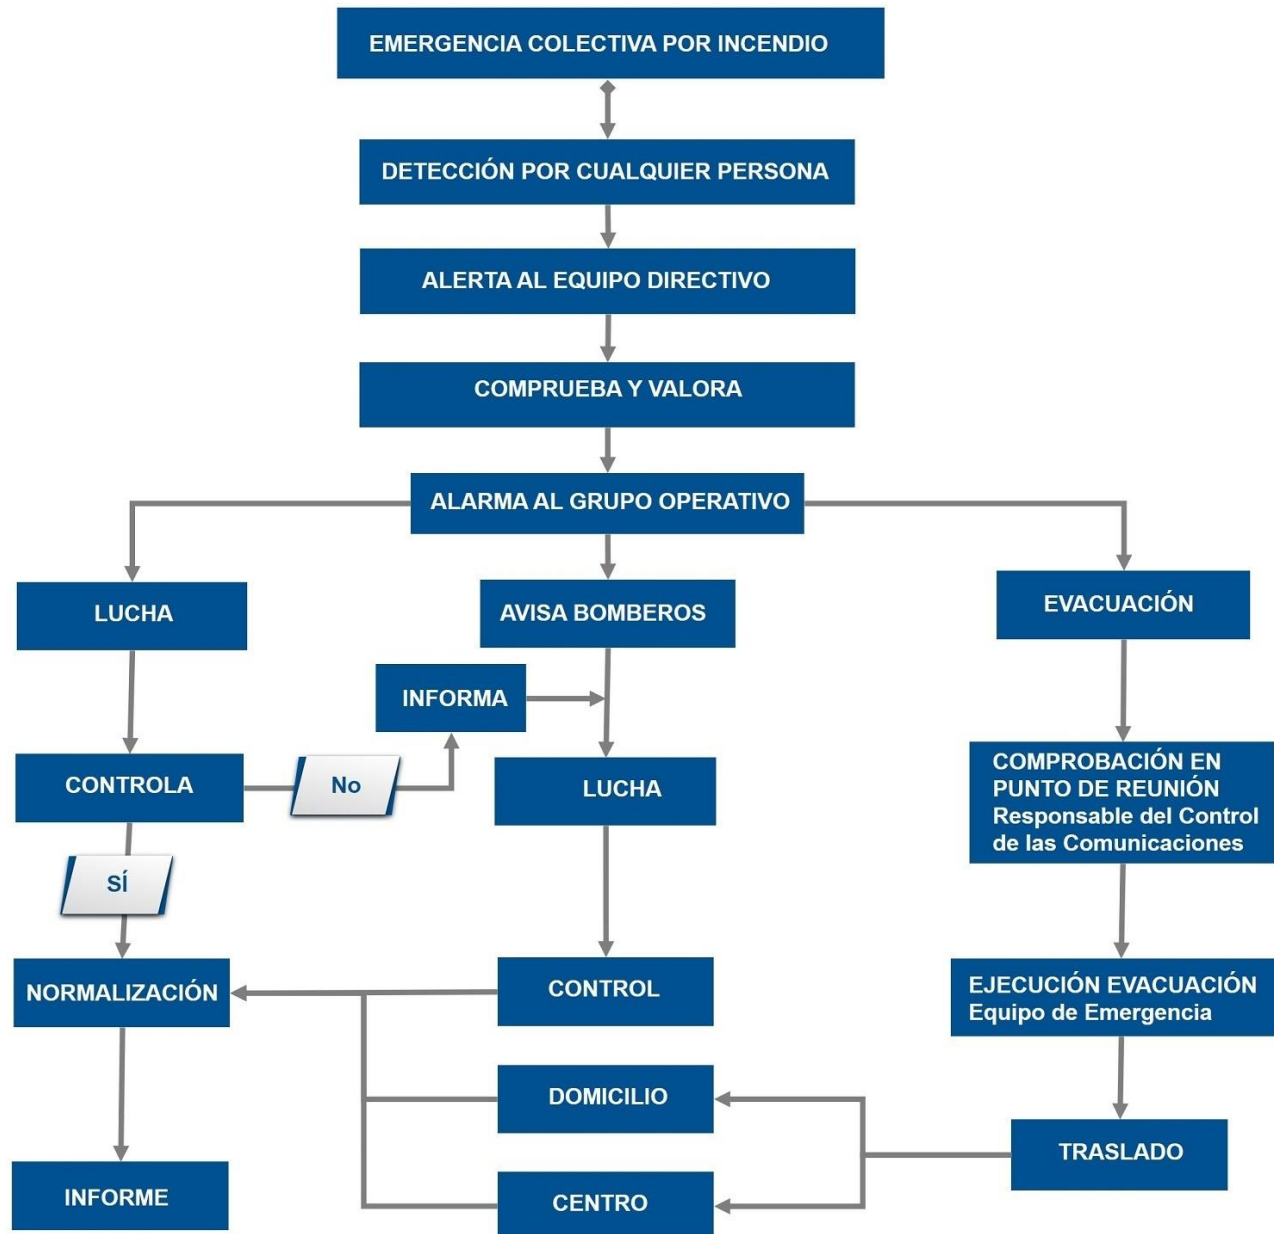 EMERGENCIA COLECTIVA POR INCENDIO
DETECCIÓN POR CUALQUIER PERSONA
ALERTA AL EQUIPO DIRECTIVO
COMPRUEBA Y VALORA
ALARMA AL GRUPO OPERATIVO
LUCHA
AVISA BOMBEROS
EVACUACIÓN
INFORMA
CONTROLA
No
LUCHA
COMPROBACIÓN EN
PUNTO DE REUNIÓN
Responsable del Control
de las Comunicaciones
SÍ
NORMALIZACIÓN
CONTROL
EJECUCIÓN EVACUACIÓN
Equipo de Emergencia
DOMICILIO
TRASLADO
INFORME
CENTRO